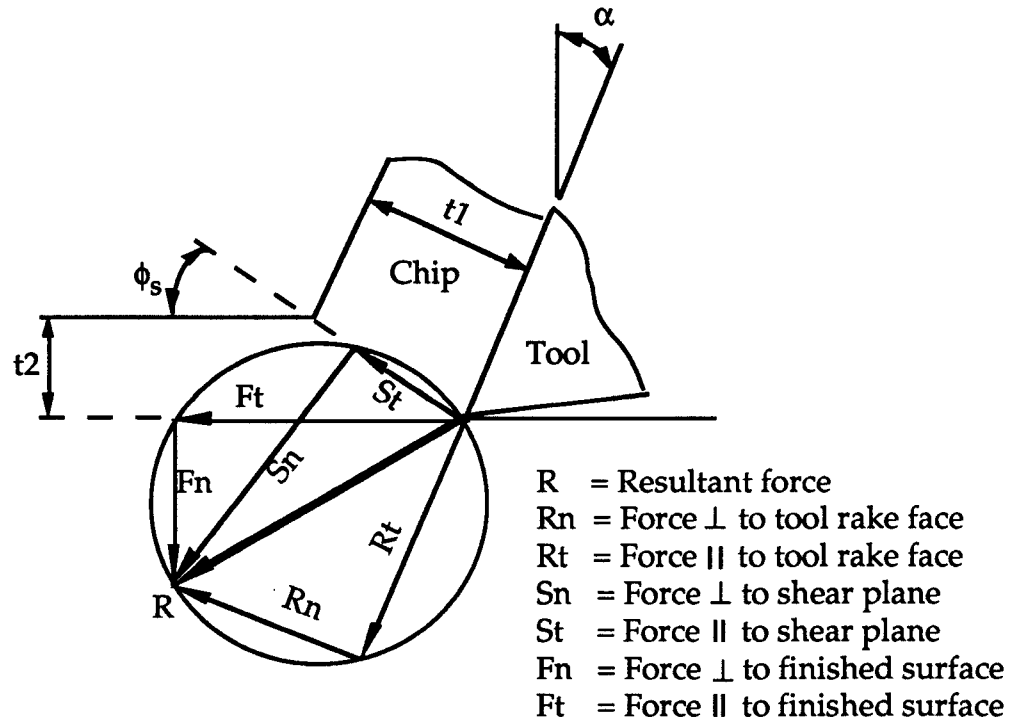 α
t1
Chip
ϕs
t2
Tool
Ft
St
Fn
Sn
Rt
R
Rn
R = Resultant force
Rn = Force ⊥ to tool rake face
Rt = Force || to tool rake face
Sn = Force ⊥ to shear plane
St = Force || to shear plane
Fn = Force ⊥ to finished surface
Ft = Force || to finished surface